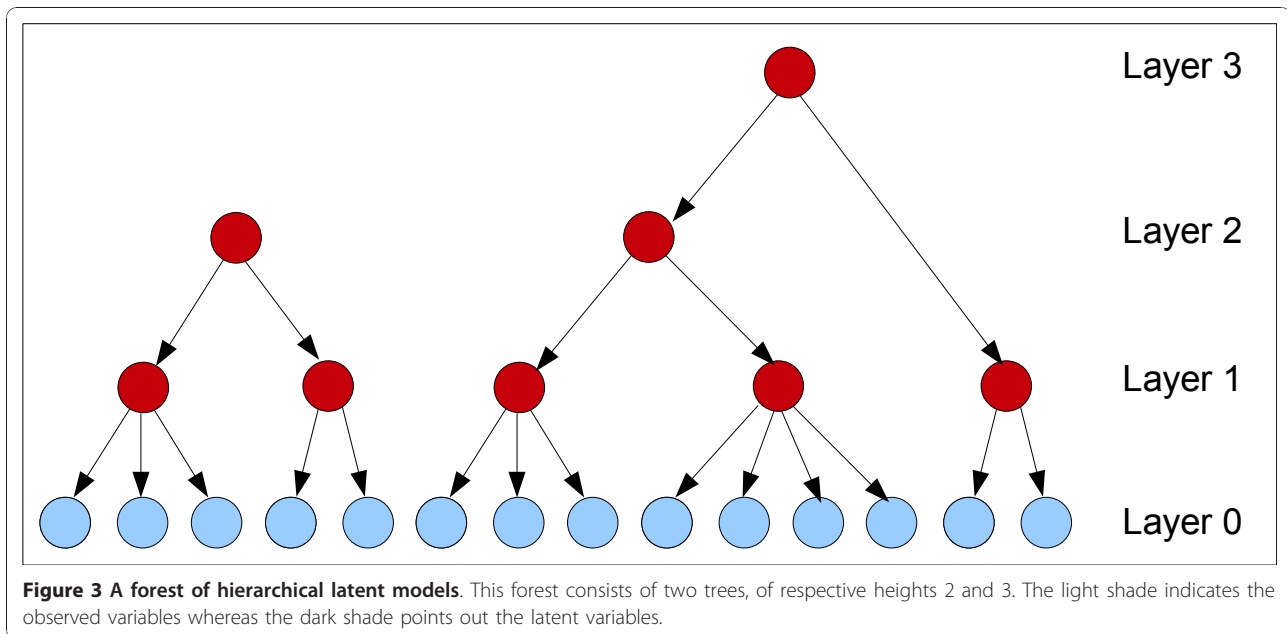 Layer 3
Layer 2
Layer 1
Layer 0
Figure 3 A forest of hierarchical latent models. This forest consists of two trees, of respective heights 2 and 3. The light shade indicates the
observed variables whereas the dark shade points out the latent variables.